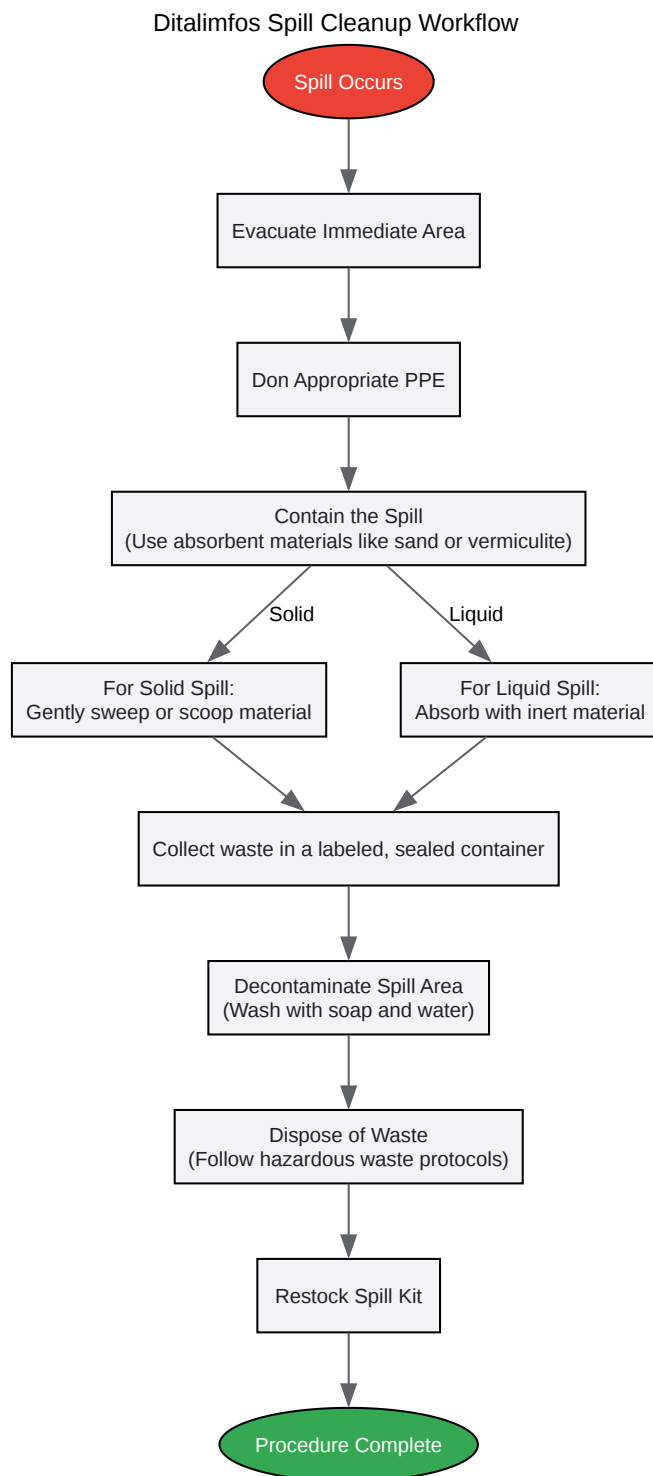 Ditalimfos Spill Cleanup Workflow
Spill Occurs
Evacuate Immediate Area
Don Appropriate PPE
Contain the Spill
(Use absorbent materials like sand or vermiculite)
Solid
Liquid
For Solid Spill:
Gently sweep or scoop material
For Liquid Spill:
Absorb with inert material
Collect waste in a labeled, sealed container
Decontaminate Spill Area
(Wash with soap and water)
Dispose of Waste
(Follow hazardous waste protocols)
Restock Spill Kit
Procedure Complete